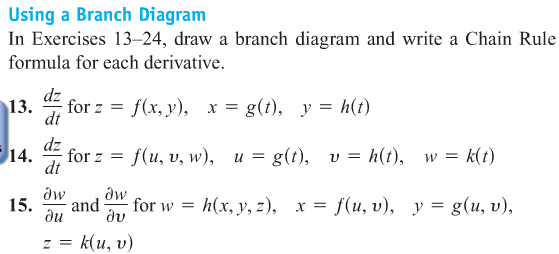 Using a Branch Diagram
In Exercises 13–24, draw a branch diagram and write a Chain Rule
formula for each derivative.
13. dz/dt for z = f(x, y), x = g(t), y = h(t)
14. dz/dt for z = f(u, v, w), u = g(t), v = h(t), w = k(t)
15. ∂w/∂u and ∂w/∂v for w = h(x, y, z), x = f(u, v), y = g(u, v),
z = k(u, v)